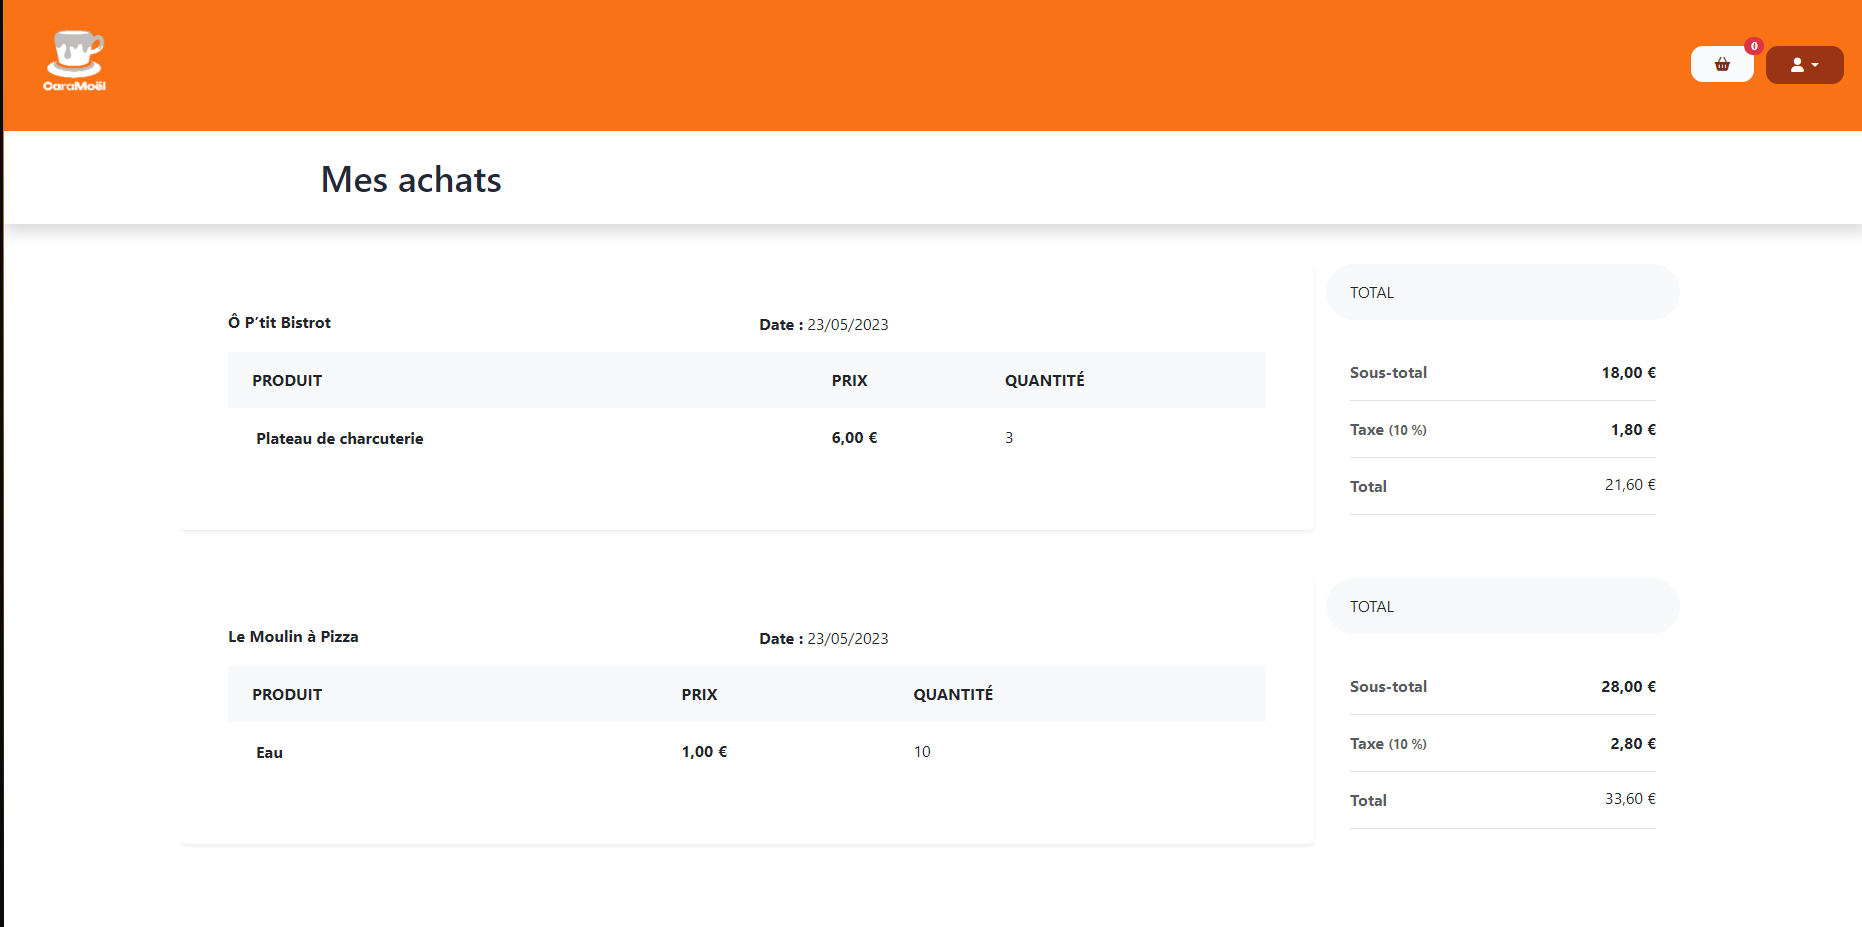 CaraMoël
0
Mes achats
Ô P'tit Bistrot
Date : 23/05/2023
PRODUIT PRIX QUANTITÉ
Plateau de charcuterie 6,00 € 3
TOTAL
Sous-total 18,00 €
Taxe (10 %) 1,80 €
Total 21,60 €
Le Moulin à Pizza
Date : 23/05/2023
PRODUIT PRIX QUANTITÉ
Eau 1,00 € 10
TOTAL
Sous-total 28,00 €
Taxe (10 %) 2,80 €
Total 33,60 €